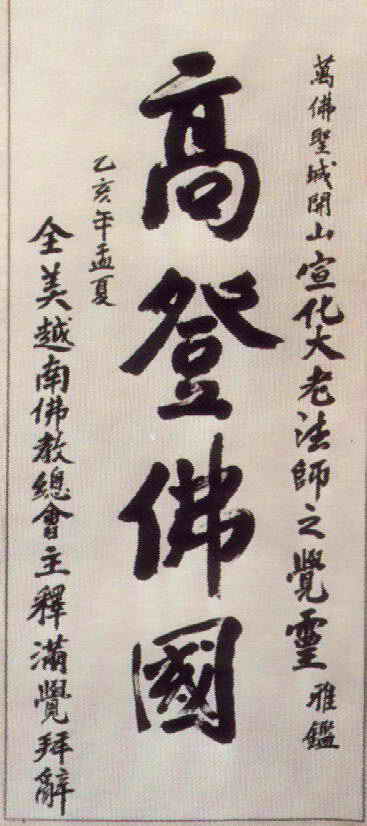 萬佛聖城開山宣化大老法師之覺靈 雅鑑
高登佛國
乙亥年孟夏
全美越南佛教總會主釋滿覺拜辭